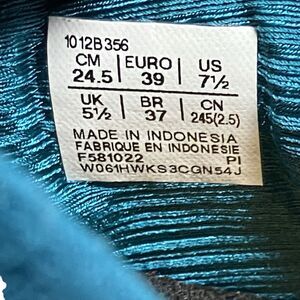 1012B356
CM EURO US
24.5 39 7½
UK BR CN
5½ 37 245(2.5)
MADE IN INDONESIA
FABRIQUE EN INDONESIE
F581022 PI
W061HWKS3CGN54J